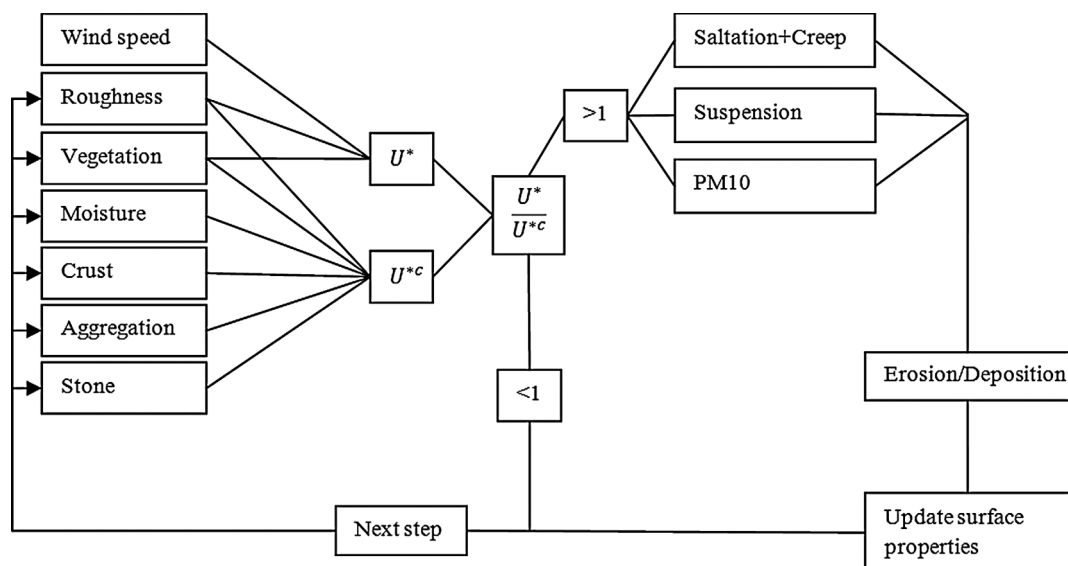 Wind speed
Roughness
Vegetation
Moisture
Crust
Aggregation
Stone
U*
U*c
U*
U*c
>1
<1
Saltation+Creep
Suspension
PM10
Erosion/Deposition
Update surface
properties
Next step